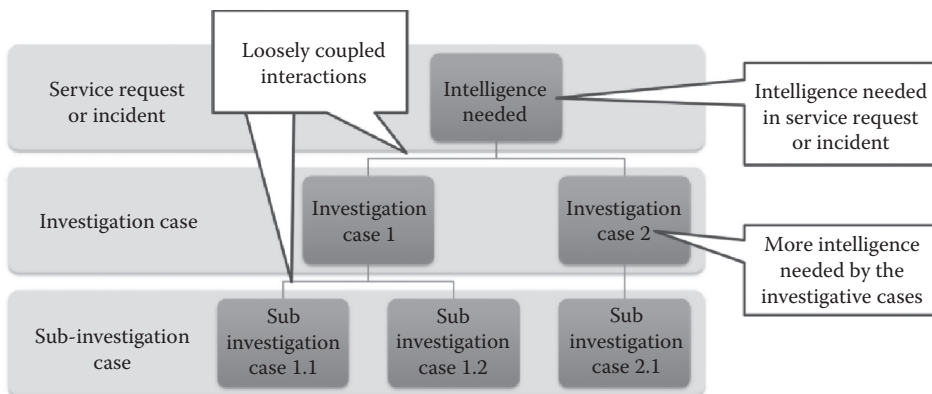 Loosely coupled
interactions
Service request
or incident
Intelligence
needed
Intelligence needed
in service request
or incident
Investigation case
Investigation
case 1
Investigation
case 2
More intelligence
needed by the
investigative cases
Sub-investigation
case
Sub
investigation
case 1.1
Sub
investigation
case 1.2
Sub
investigation
case 2.1